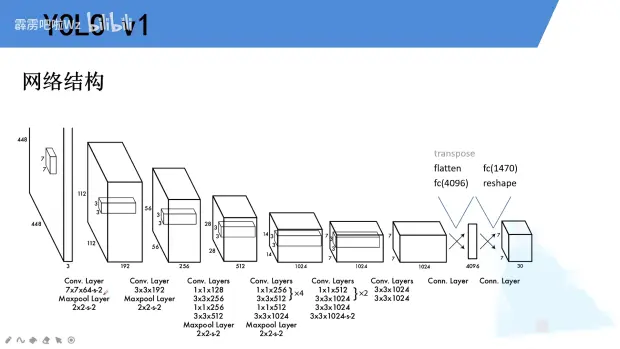 YOLO v1
霹雳吧啦Wz bilibili
网络结构
transpose
flatten fc(1470)
fc(4096) reshape
448
448
7
7
3
112
112
3
3
192
56
56
3
3
256
28
28
3
3
512
14
14
3
3
1024
7
7
3
3
1024
7
7
1024
4096
7
7
30
Conv. Layer
7x7x64-s-2
Maxpool Layer
2x2-s-2
Conv. Layer
3x3x192
Maxpool Layer
2x2-s-2
Conv. Layers
1x1x128
3x3x256
1x1x256
3x3x512
Maxpool Layer
2x2-s-2
Conv. Layers
1x1x256
3x3x512
}×4
1x1x512
3x3x1024
Maxpool Layer
2x2-s-2
Conv. Layers
1x1x512
3x3x1024
}×2
3x3x1024
3x3x1024-s-2
Conv. Layers
3x3x1024
3x3x1024
Conn. Layer
Conn. Layer